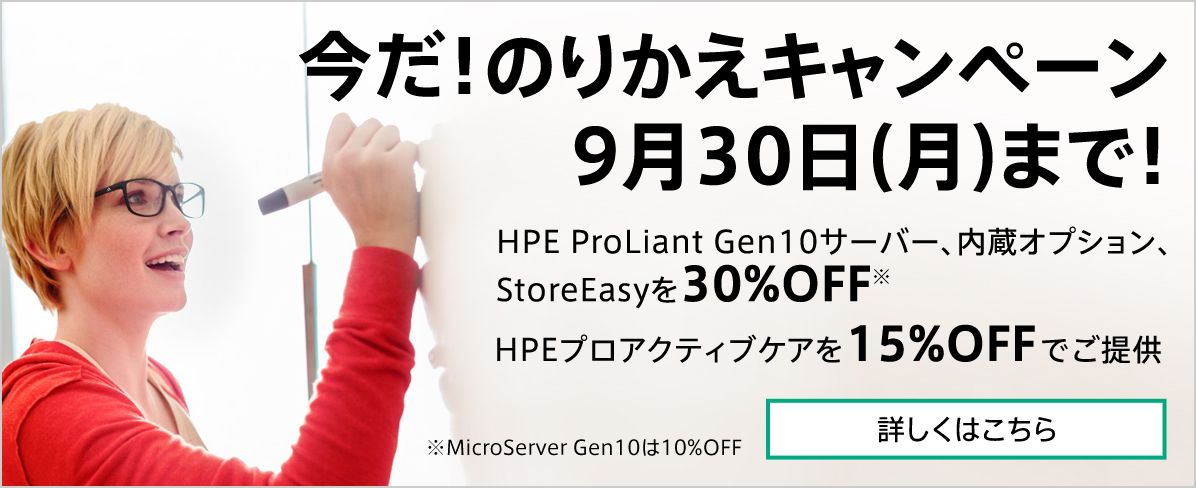 今だ！のりかえキャンペーン
9月30日(月)まで！
HPE ProLiant Gen10サーバー、内蔵オプション、
StoreEasyを30%OFF※
HPEプロアクティブケアを15%OFFでご提供
※MicroServer Gen10は10%OFF
詳しくはこちら